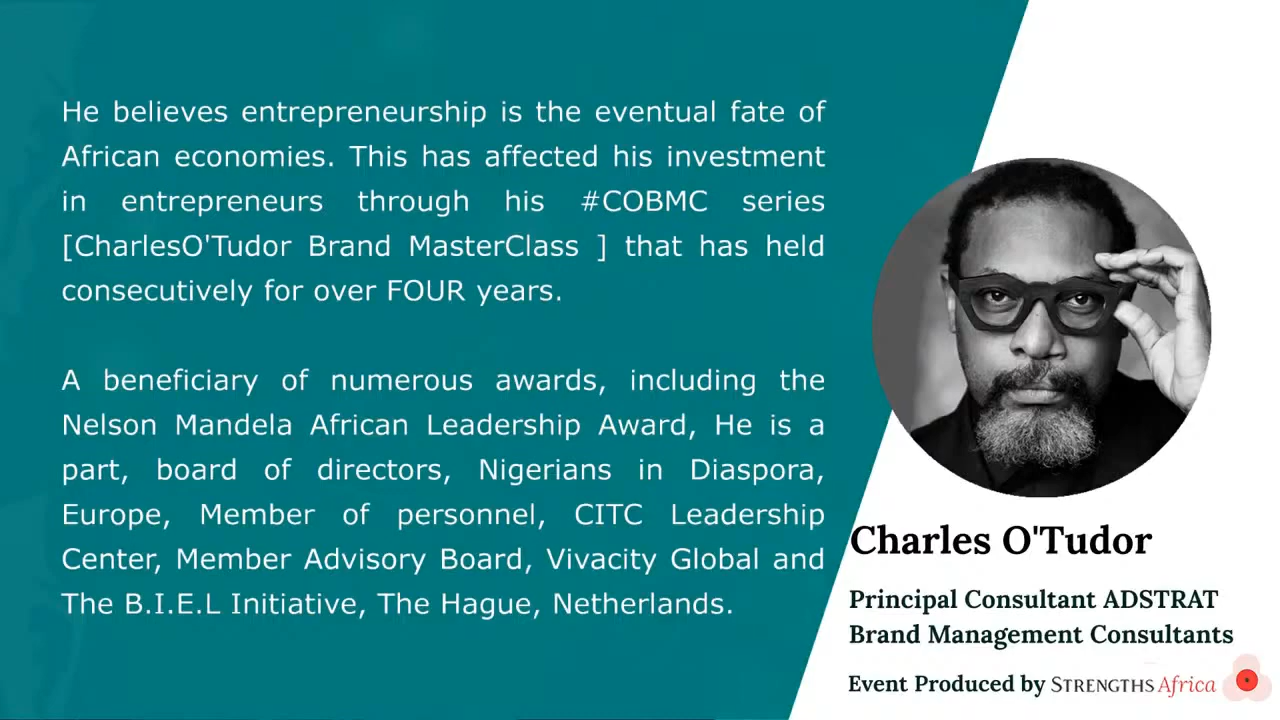 He believes entrepreneurship is the eventual fate of
African economies. This has affected his investment
in entrepreneurs through his #COBMC series
[CharlesO'Tudor Brand MasterClass ] that has held
consecutively for over FOUR years.
A beneficiary of numerous awards, including the
Nelson Mandela African Leadership Award, He is a
part, board of directors, Nigerians in Diaspora,
Europe, Member of personnel, CITC Leadership
Center, Member Advisory Board, Vivacity Global and
The B.I.E.L Initiative, The Hague, Netherlands.
Charles O'Tudor
Principal Consultant ADSTRAT
Brand Management Consultants
Event Produced by STRENGTHS Africa